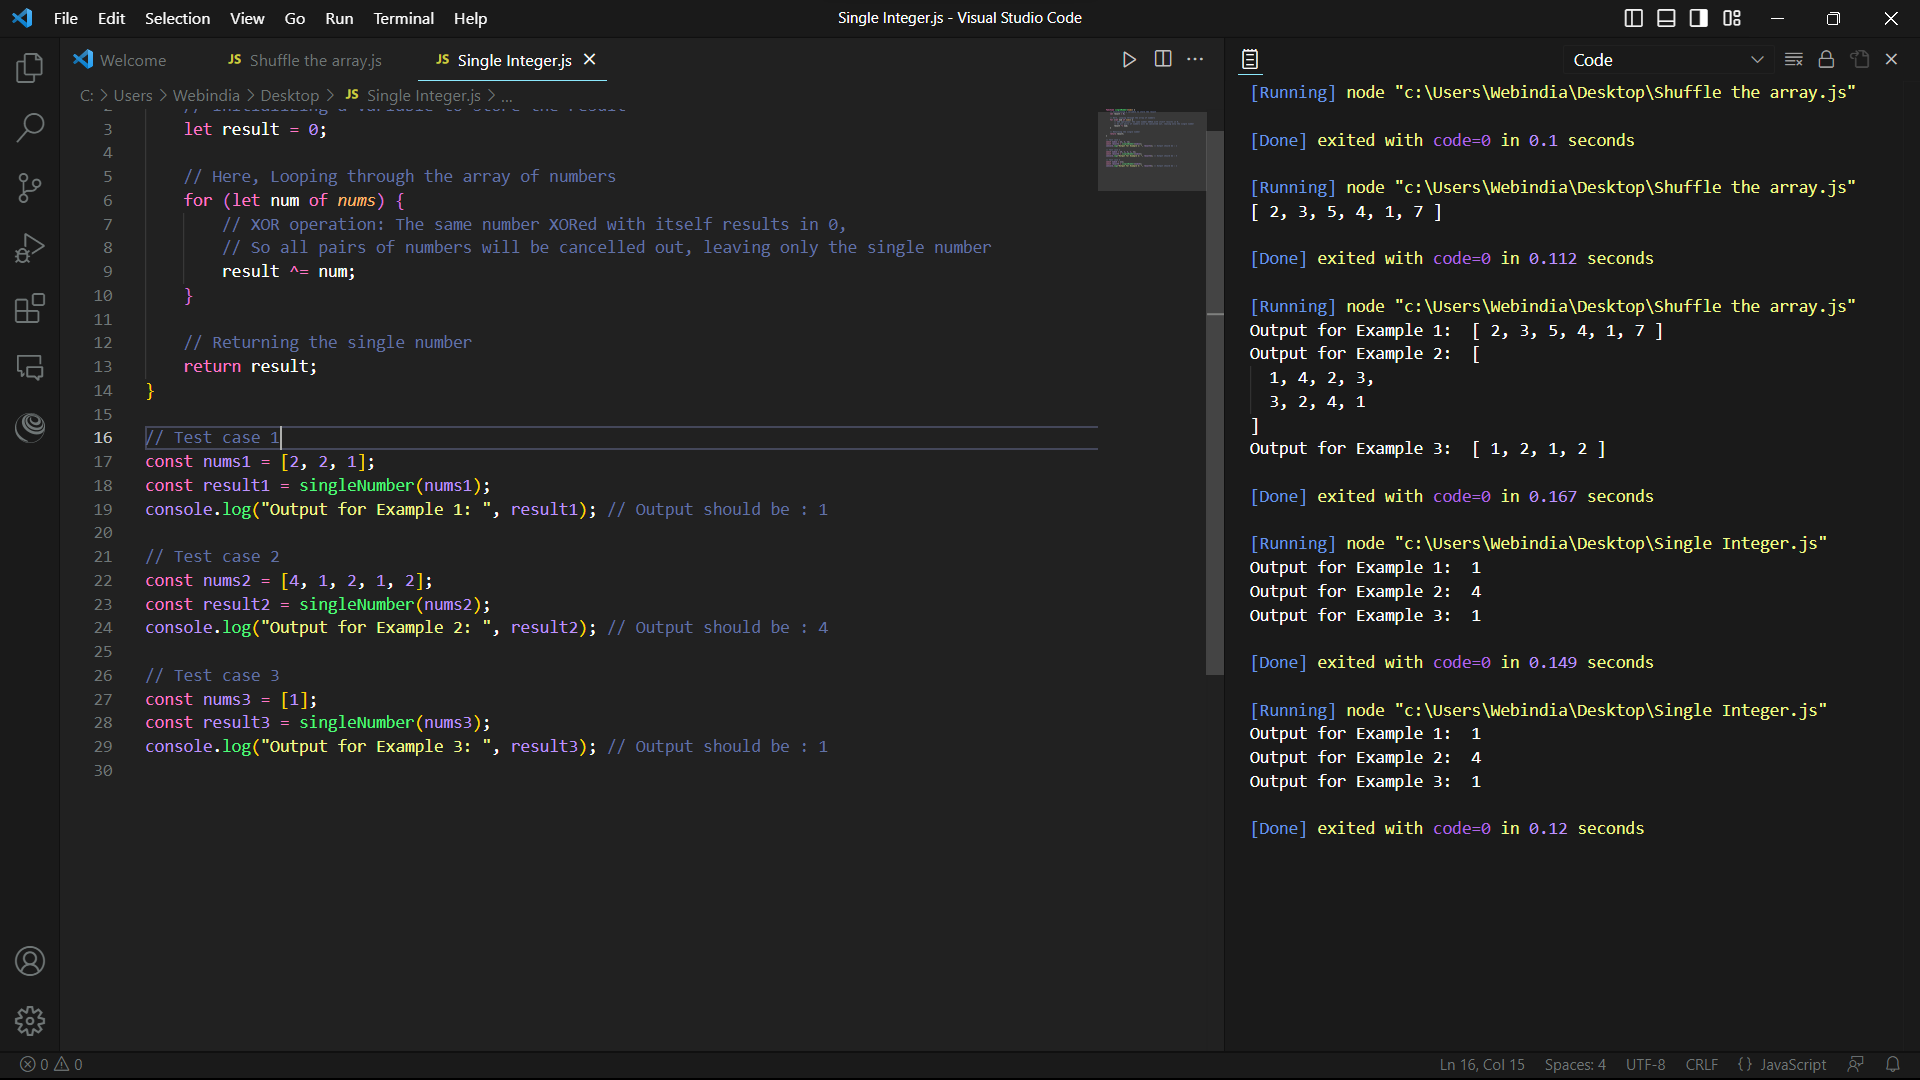 File Edit Selection View Go Run Terminal Help
Single Integer.js - Visual Studio Code
Welcome
JS Shuffle the array.js
JS Single Integer.js
C: > Users > Webindia > Desktop > JS Single Integer.js > ...
2 // Initializing a variable to store the result
3 let result = 0;
4
5 // Here, Looping through the array of numbers
6 for (let num of nums) {
7 // XOR operation: The same number XORed with itself results in 0,
8 // So all pairs of numbers will be cancelled out, leaving only the single number
9 result ^= num;
10 }
11
12 // Returning the single number
13 return result;
14 }
15
16 // Test case 1
17 const nums1 = [2, 2, 1];
18 const result1 = singleNumber(nums1);
19 console.log("Output for Example 1: ", result1); // Output should be : 1
20
21 // Test case 2
22 const nums2 = [4, 1, 2, 1, 2];
23 const result2 = singleNumber(nums2);
24 console.log("Output for Example 2: ", result2); // Output should be : 4
25
26 // Test case 3
27 const nums3 = [1];
28 const result3 = singleNumber(nums3);
29 console.log("Output for Example 3: ", result3); // Output should be : 1
30
Code
[Running] node "c:\Users\Webindia\Desktop\Shuffle the array.js"
[Done] exited with code=0 in 0.1 seconds
[Running] node "c:\Users\Webindia\Desktop\Shuffle the array.js"
[ 2, 3, 5, 4, 1, 7 ]
[Done] exited with code=0 in 0.112 seconds
[Running] node "c:\Users\Webindia\Desktop\Shuffle the array.js"
Output for Example 1:  [ 2, 3, 5, 4, 1, 7 ]
Output for Example 2:  [
1, 4, 2, 3,
3, 2, 4, 1
]
Output for Example 3:  [ 1, 2, 1, 2 ]
[Done] exited with code=0 in 0.167 seconds
[Running] node "c:\Users\Webindia\Desktop\Single Integer.js"
Output for Example 1:  1
Output for Example 2:  4
Output for Example 3:  1
[Done] exited with code=0 in 0.149 seconds
[Running] node "c:\Users\Webindia\Desktop\Single Integer.js"
Output for Example 1:  1
Output for Example 2:  4
Output for Example 3:  1
[Done] exited with code=0 in 0.12 seconds
0 0
Ln 16, Col 15 Spaces: 4 UTF-8 CRLF {} JavaScript